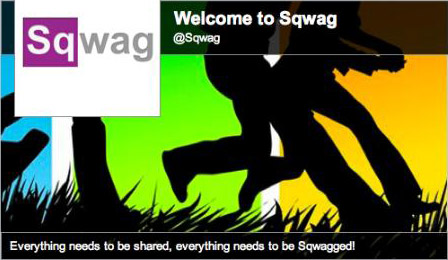 Sqwag
Welcome to Sqwag
@Sqwag
Everything needs to be shared, everything needs to be Sqwagged!